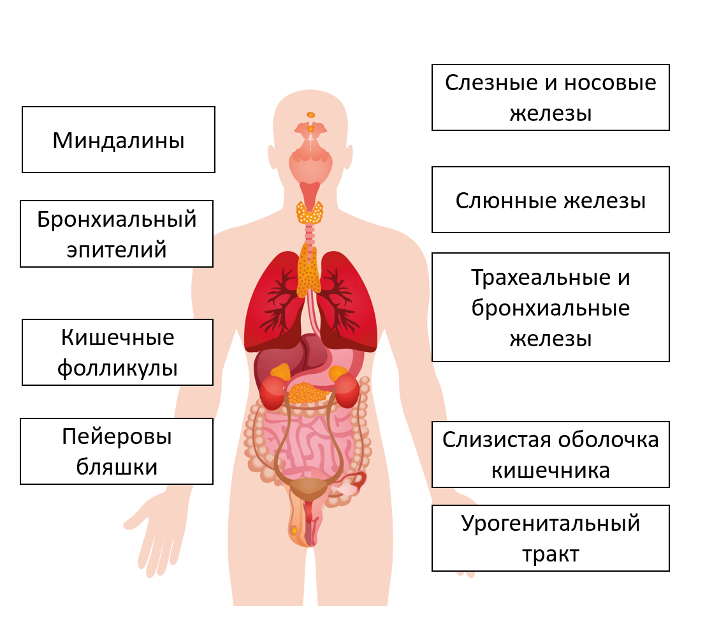 Миндалины
Бронхиальный
эпителий
Кишечные
фолликулы
Пейеровы
бляшки
Слезные и носовые
железы
Слюнные железы
Трахеальные и
бронхиальные
железы
Слизистая оболочка
кишечника
Урогенитальный
тракт